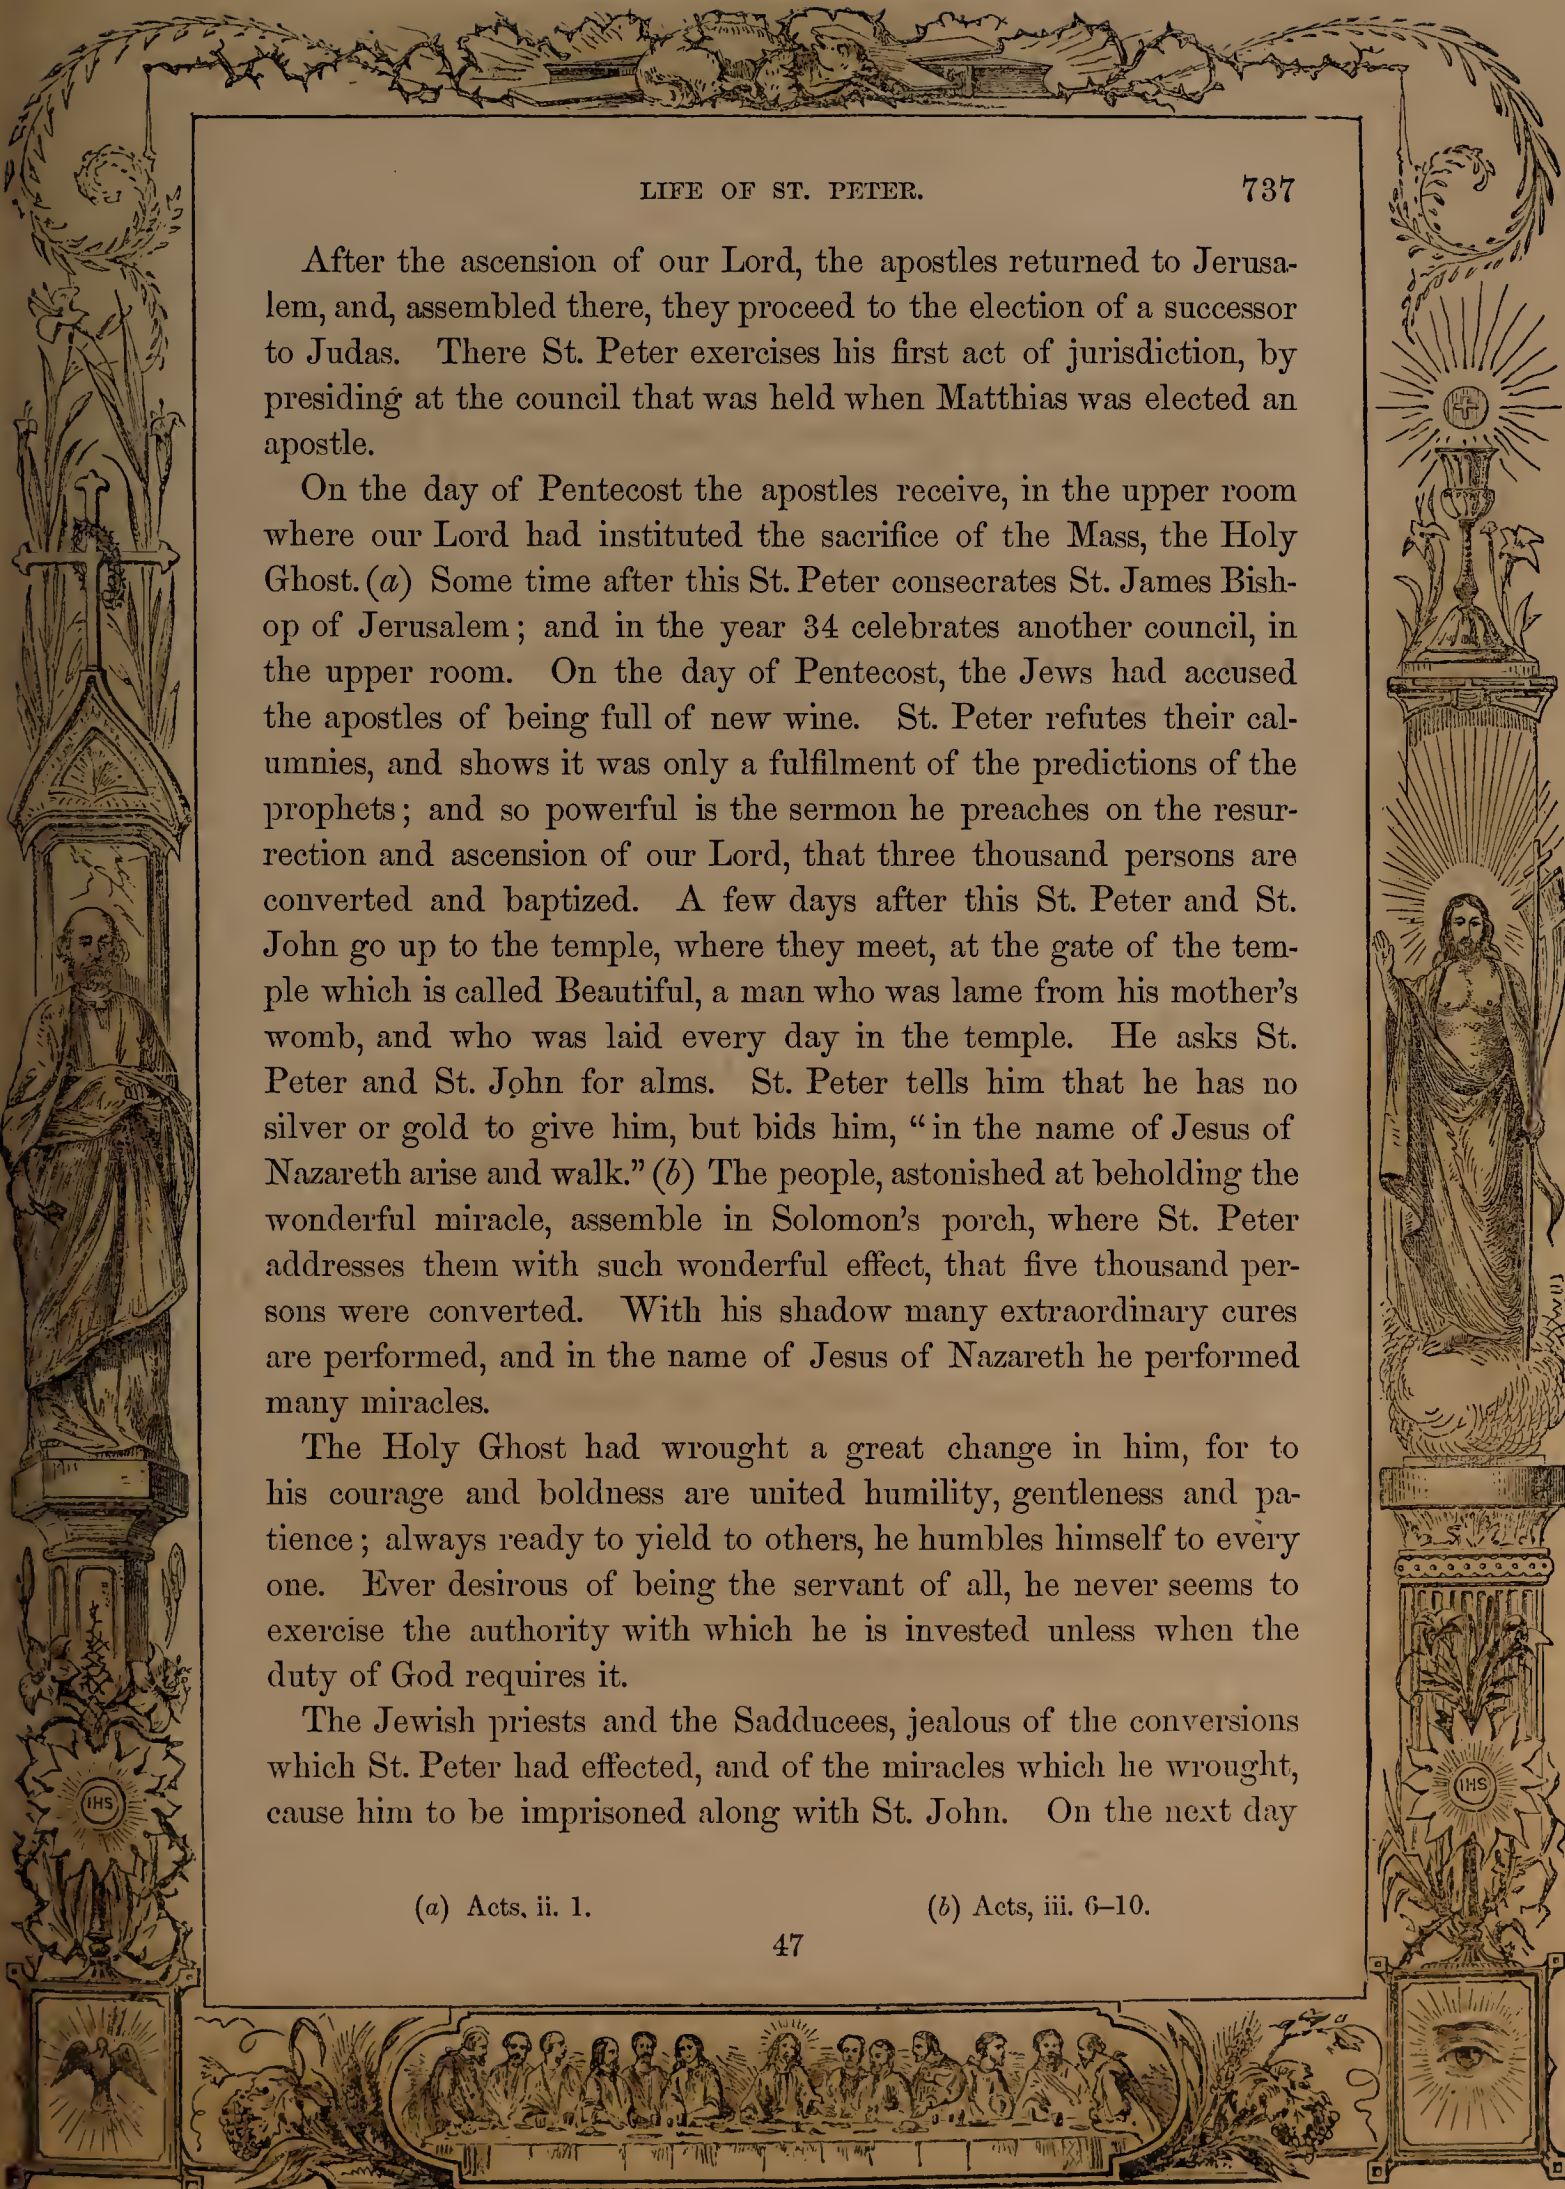 LIFE OF ST. PETER. 737
After the ascension of our Lord, the apostles returned to Jerusa-
lem, and, assembled there, they proceed to the election of a successor
to Judas. There St. Peter exercises his first act of jurisdiction, by
presiding at the council that was held when Matthias was elected an
apostle.
On the day of Pentecost the apostles receive, in the upper room
where our Lord had instituted the sacrifice of the Mass, the Holy
Ghost. (a) Some time after this St. Peter consecrates St. James Bish-
op of Jerusalem; and in the year 34 celebrates another council, in
the upper room. On the day of Pentecost, the Jews had accused
the apostles of being full of new wine. St. Peter refutes their cal-
umnies, and shows it was only a fulfilment of the predictions of the
prophets; and so powerful is the sermon he preaches on the resur-
rection and ascension of our Lord, that three thousand persons are
converted and baptized. A few days after this St. Peter and St.
John go up to the temple, where they meet, at the gate of the tem-
ple which is called Beautiful, a man who was lame from his mother's
womb, and who was laid every day in the temple. He asks St.
Peter and St. John for alms. St. Peter tells him that he has no
silver or gold to give him, but bids him, "in the name of Jesus of
Nazareth arise and walk." (b) The people, astonished at beholding the
wonderful miracle, assemble in Solomon's porch, where St. Peter
addresses them with such wonderful effect, that five thousand per-
sons were converted. With his shadow many extraordinary cures
are performed, and in the name of Jesus of Nazareth he performed
many miracles.
The Holy Ghost had wrought a great change in him, for to
his courage and boldness are united humility, gentleness and pa-
tience; always ready to yield to others, he humbles himself to every
one. Ever desirous of being the servant of all, he never seems to
exercise the authority with which he is invested unless when the
duty of God requires it.
The Jewish priests and the Sadducees, jealous of the conversions
which St. Peter had effected, and of the miracles which he wrought,
cause him to be imprisoned along with St. John. On the next day
IHS
IHS
(a) Acts, ii. 1. (b) Acts, iii. 6–10.
47